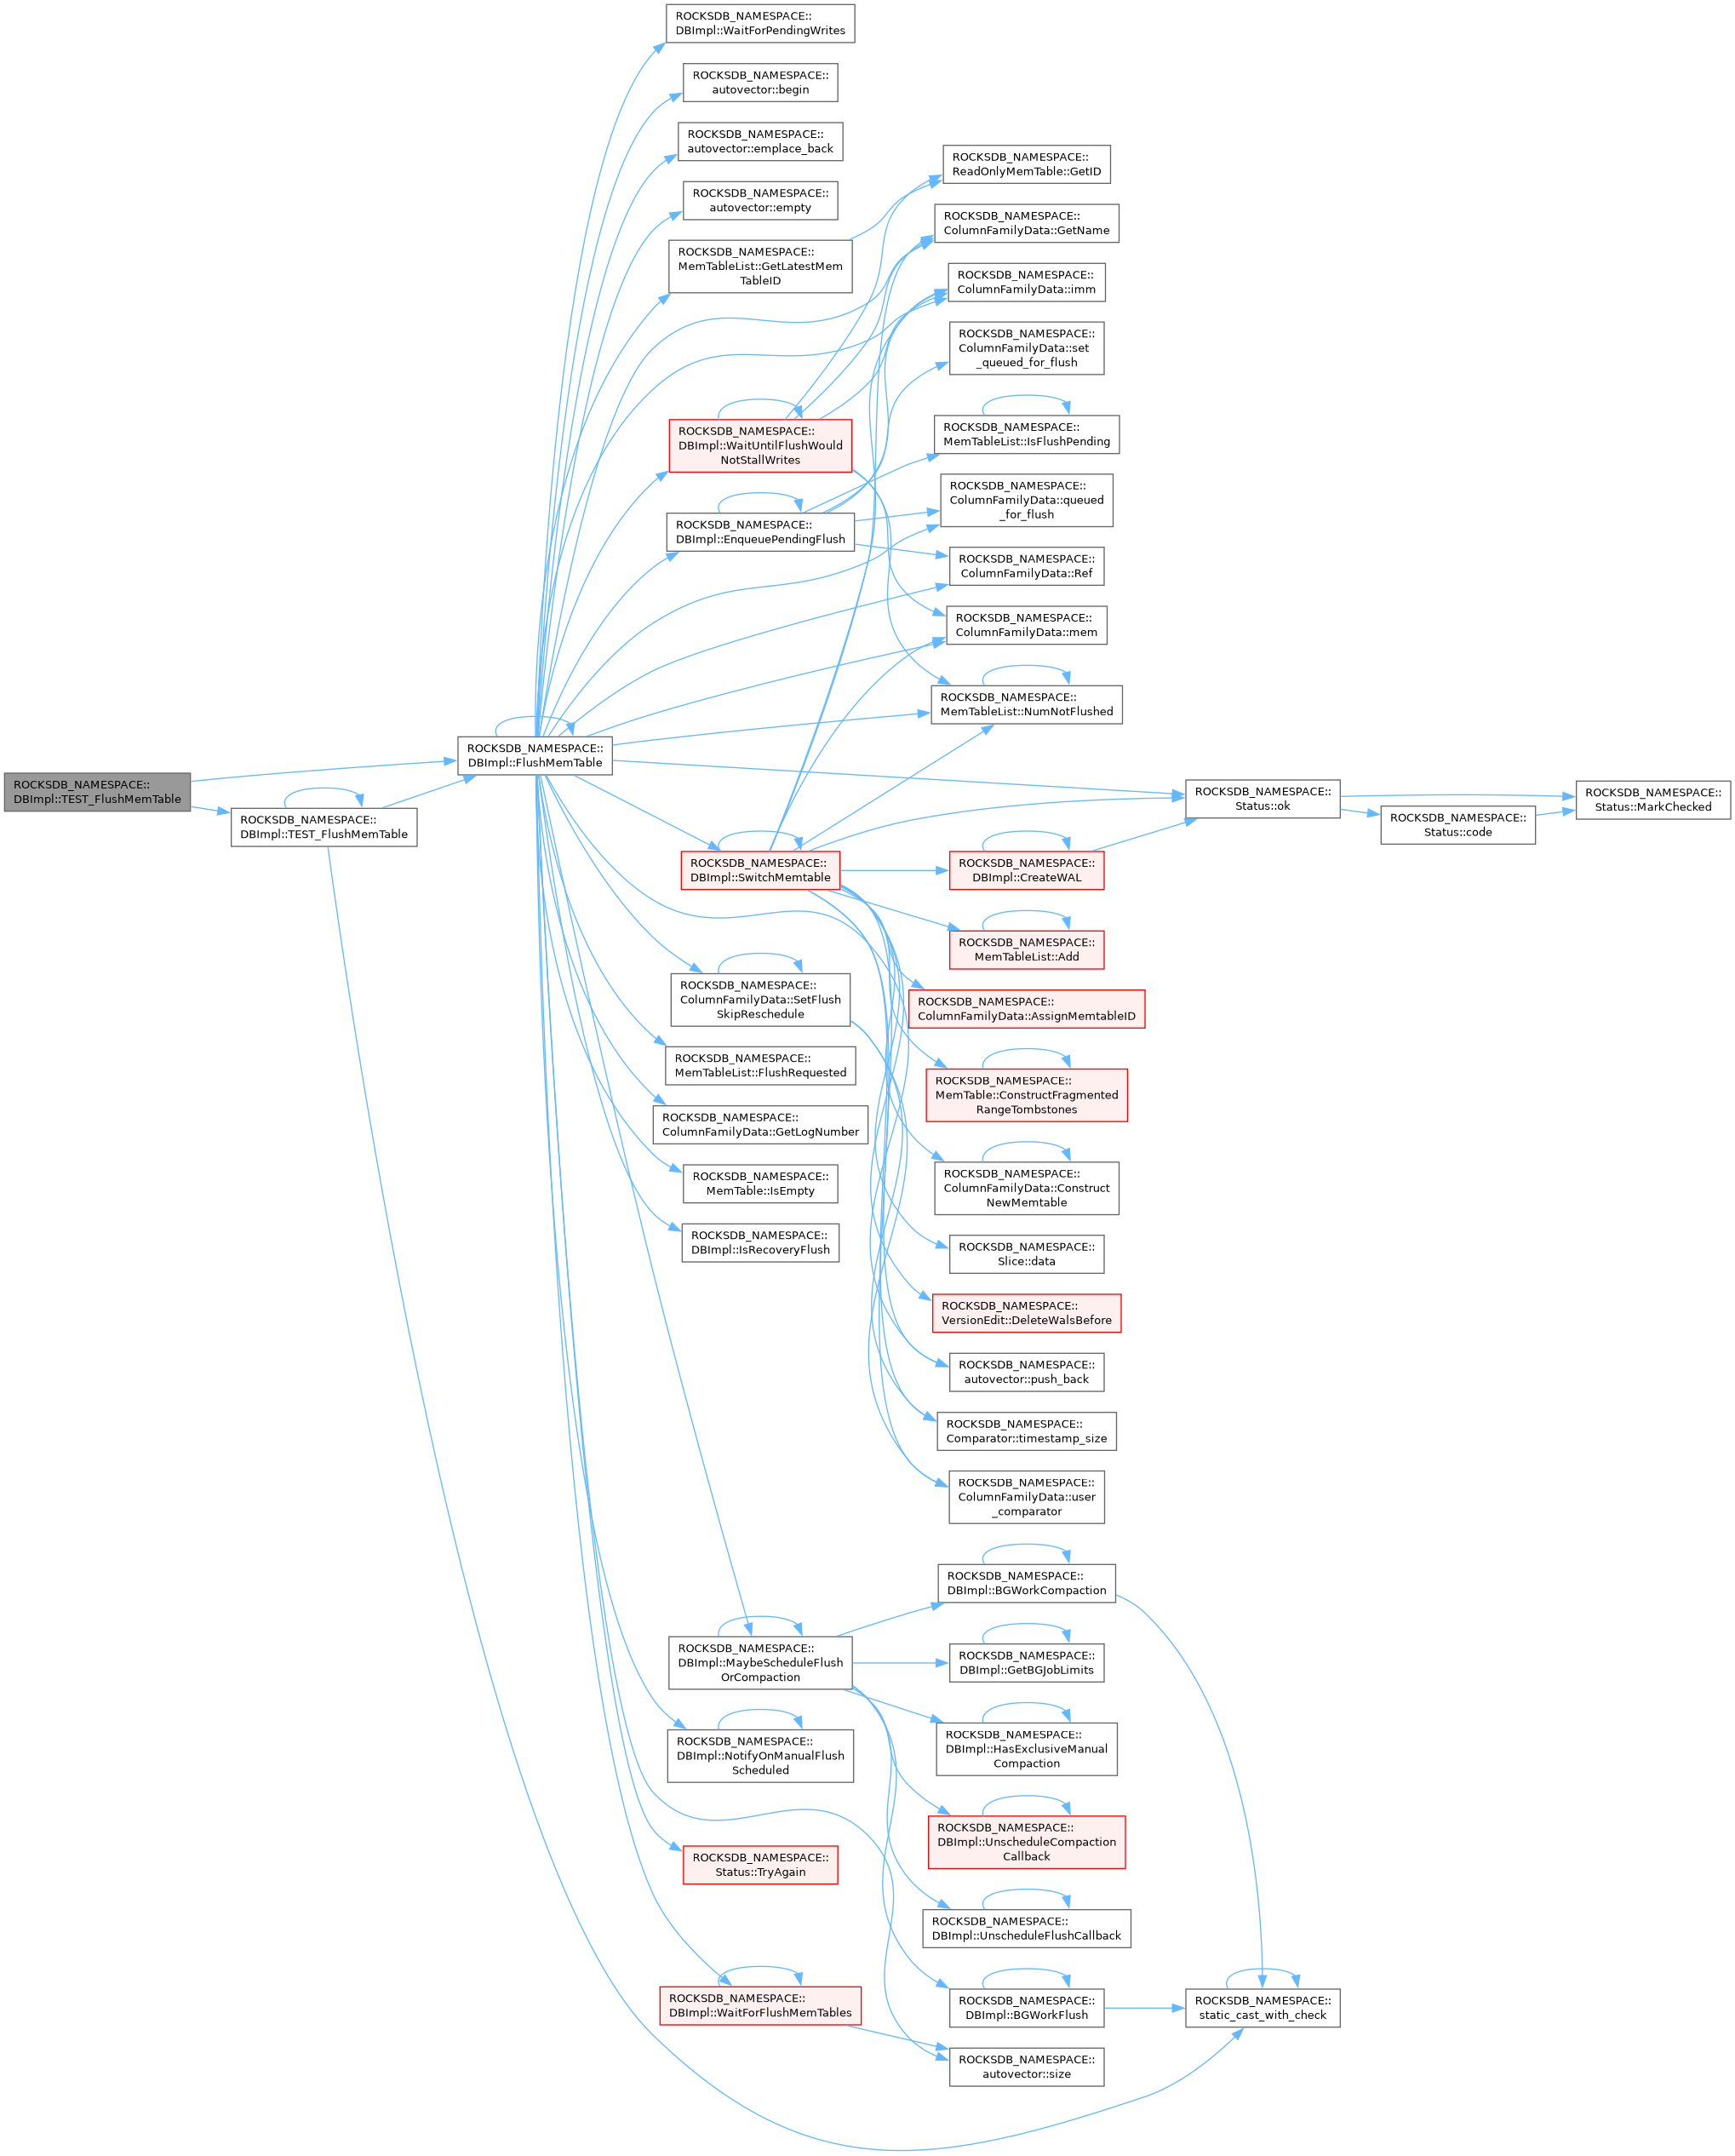 ROCKSDB_NAMESPACE::
DBImpl::TEST_FlushMemTable
ROCKSDB_NAMESPACE::
DBImpl::TEST_FlushMemTable
ROCKSDB_NAMESPACE::
DBImpl::FlushMemTable
ROCKSDB_NAMESPACE::
DBImpl::WaitForPendingWrites
ROCKSDB_NAMESPACE::
autovector::begin
ROCKSDB_NAMESPACE::
autovector::emplace_back
ROCKSDB_NAMESPACE::
autovector::empty
ROCKSDB_NAMESPACE::
MemTableList::GetLatestMem
TableID
ROCKSDB_NAMESPACE::
DBImpl::WaitUntilFlushWould
NotStallWrites
ROCKSDB_NAMESPACE::
DBImpl::EnqueuePendingFlush
ROCKSDB_NAMESPACE::
DBImpl::SwitchMemtable
ROCKSDB_NAMESPACE::
ColumnFamilyData::SetFlush
SkipReschedule
ROCKSDB_NAMESPACE::
MemTableList::FlushRequested
ROCKSDB_NAMESPACE::
ColumnFamilyData::GetLogNumber
ROCKSDB_NAMESPACE::
MemTable::IsEmpty
ROCKSDB_NAMESPACE::
DBImpl::IsRecoveryFlush
ROCKSDB_NAMESPACE::
DBImpl::MaybeScheduleFlush
OrCompaction
ROCKSDB_NAMESPACE::
DBImpl::NotifyOnManualFlush
Scheduled
ROCKSDB_NAMESPACE::
Status::TryAgain
ROCKSDB_NAMESPACE::
DBImpl::WaitForFlushMemTables
ROCKSDB_NAMESPACE::
ReadOnlyMemTable::GetID
ROCKSDB_NAMESPACE::
ColumnFamilyData::GetName
ROCKSDB_NAMESPACE::
ColumnFamilyData::imm
ROCKSDB_NAMESPACE::
ColumnFamilyData::set
_queued_for_flush
ROCKSDB_NAMESPACE::
MemTableList::IsFlushPending
ROCKSDB_NAMESPACE::
ColumnFamilyData::queued
_for_flush
ROCKSDB_NAMESPACE::
ColumnFamilyData::Ref
ROCKSDB_NAMESPACE::
ColumnFamilyData::mem
ROCKSDB_NAMESPACE::
MemTableList::NumNotFlushed
ROCKSDB_NAMESPACE::
DBImpl::CreateWAL
ROCKSDB_NAMESPACE::
MemTableList::Add
ROCKSDB_NAMESPACE::
ColumnFamilyData::AssignMemtableID
ROCKSDB_NAMESPACE::
MemTable::ConstructFragmented
RangeTombstones
ROCKSDB_NAMESPACE::
ColumnFamilyData::Construct
NewMemtable
ROCKSDB_NAMESPACE::
Slice::data
ROCKSDB_NAMESPACE::
VersionEdit::DeleteWalsBefore
ROCKSDB_NAMESPACE::
autovector::push_back
ROCKSDB_NAMESPACE::
Comparator::timestamp_size
ROCKSDB_NAMESPACE::
ColumnFamilyData::user
_comparator
ROCKSDB_NAMESPACE::
DBImpl::BGWorkCompaction
ROCKSDB_NAMESPACE::
DBImpl::GetBGJobLimits
ROCKSDB_NAMESPACE::
DBImpl::HasExclusiveManual
Compaction
ROCKSDB_NAMESPACE::
DBImpl::UnscheduleCompaction
Callback
ROCKSDB_NAMESPACE::
DBImpl::UnscheduleFlushCallback
ROCKSDB_NAMESPACE::
DBImpl::BGWorkFlush
ROCKSDB_NAMESPACE::
autovector::size
ROCKSDB_NAMESPACE::
Status::ok
ROCKSDB_NAMESPACE::
static_cast_with_check
ROCKSDB_NAMESPACE::
Status::code
ROCKSDB_NAMESPACE::
Status::MarkChecked